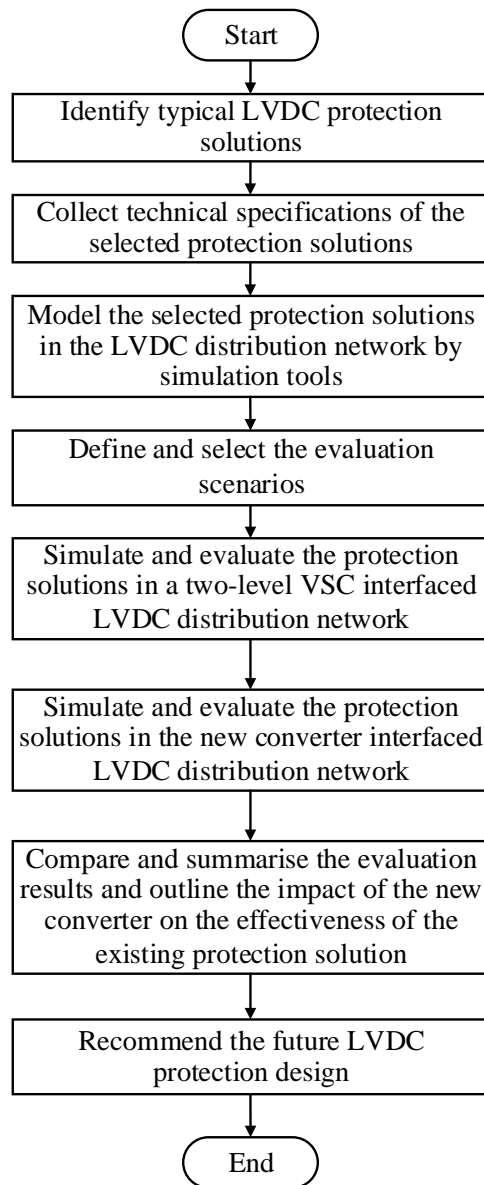 Start
Identify typical LVDC protection
solutions
Collect technical specifications of the
selected protection solutions
Model the selected protection solutions
in the LVDC distribution network by
simulation tools
Define and select the evaluation
scenarios
Simulate and evaluate the protection
solutions in a two-level VSC interfaced
LVDC distribution network
Simulate and evaluate the protection
solutions in the new converter interfaced
LVDC distribution network
Compare and summarise the evaluation
results and outline the impact of the new
converter on the effectiveness of the
existing protection solution
Recommend the future LVDC
protection design
End